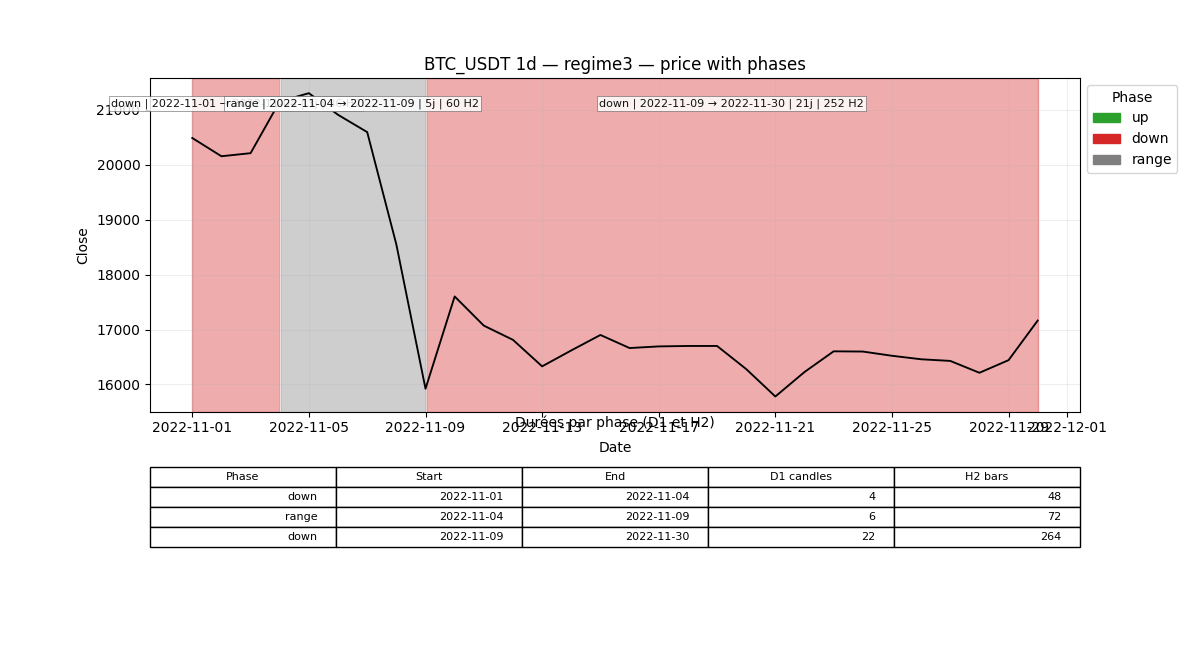 BTC_USDT 1d — regime3 — price with phases
down | 2022-11-01 →
range | 2022-11-04 → 2022-11-09 | 5j | 60 H2
down | 2022-11-09 → 2022-11-30 | 21j | 252 H2
Phase
up
down
range
Close
21000
20000
19000
18000
17000
16000
2022-11-01 2022-11-05 2022-11-09 2022-11-13 2022-11-17 2022-11-21 2022-11-25 2022-11-29 2022-12-01
Durées par phase (D1 et H2)
Date
Phase Start End D1 candles H2 bars
down 2022-11-01 2022-11-04 4 48
range 2022-11-04 2022-11-09 6 72
down 2022-11-09 2022-11-30 22 264